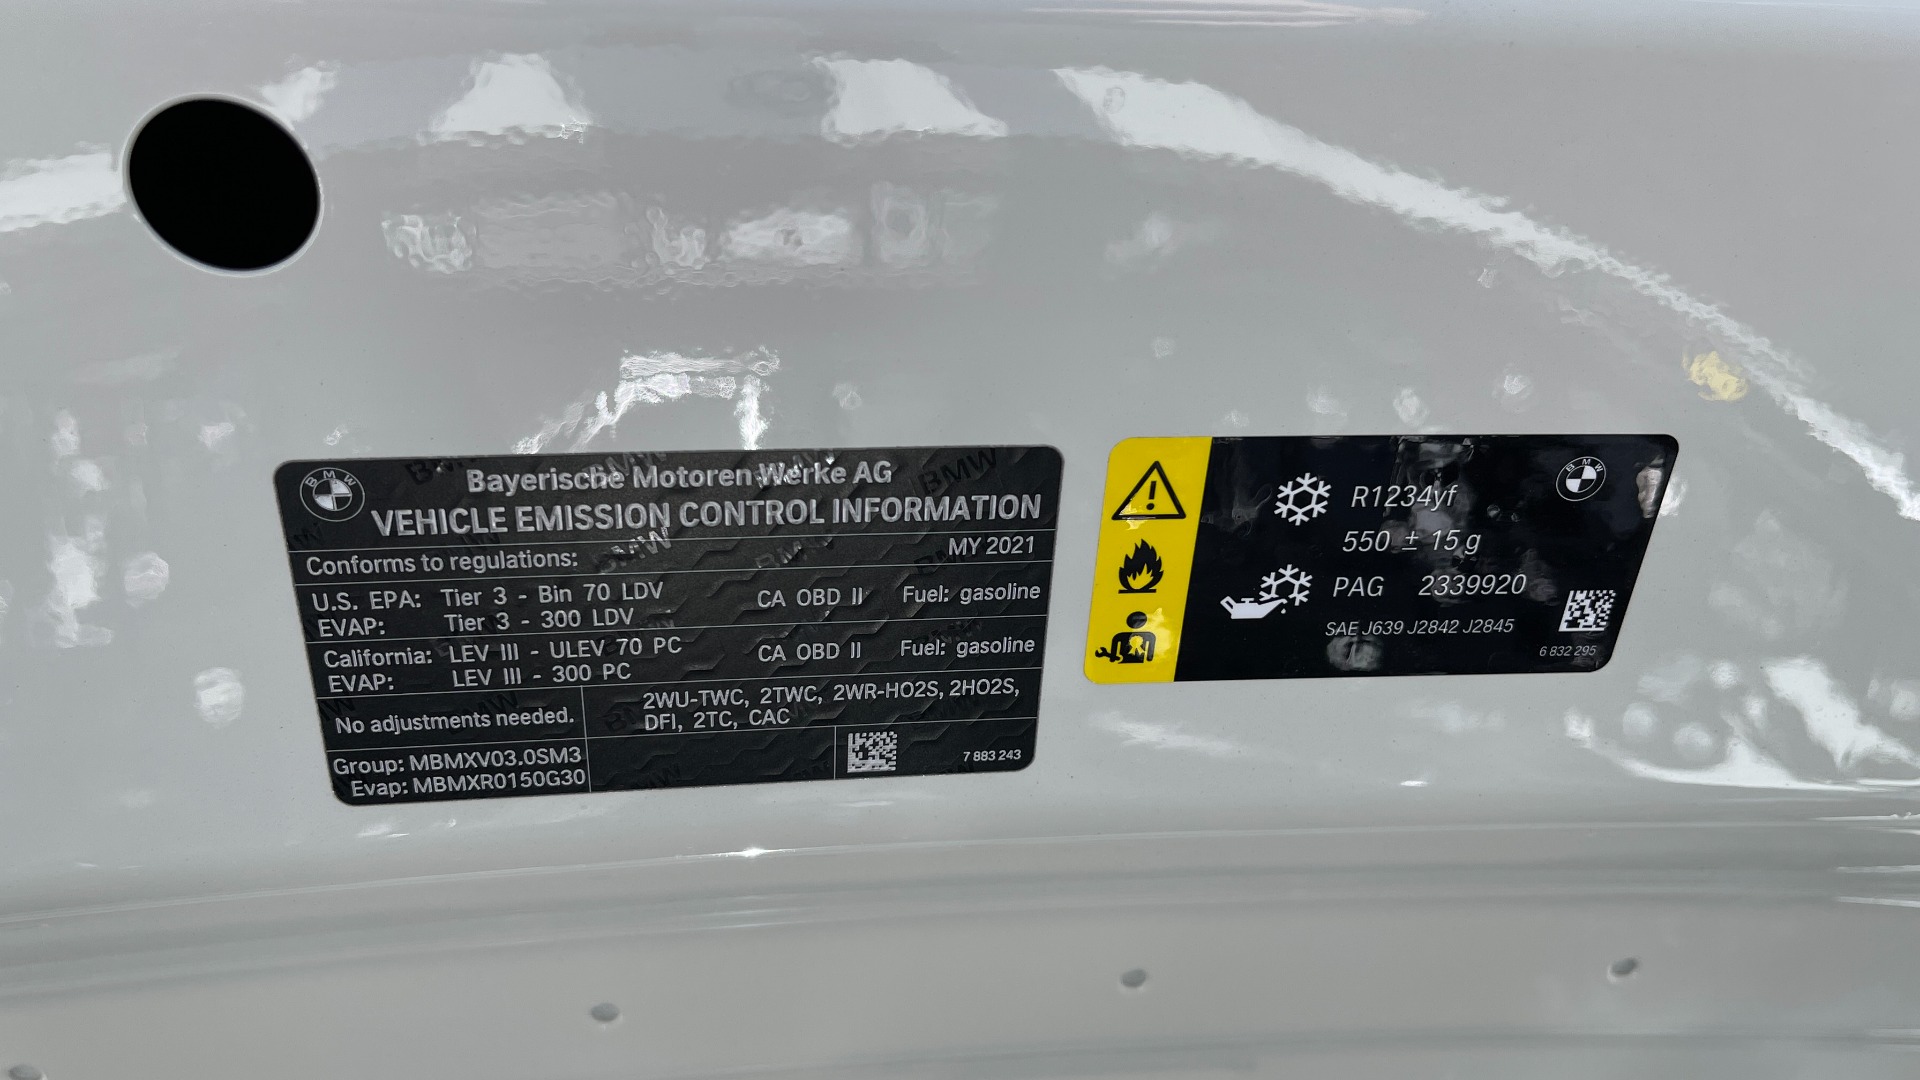 BMW
Bayerische Motoren Werke AG
VEHICLE EMISSION CONTROL INFORMATION
Conforms to regulations:
MY 2021
U.S. EPA: Tier 3 - Bin 70 LDV CA OBD II Fuel: gasoline
EVAP: Tier 3 - 300 LDV
California: LEV III - ULEV 70 PC CA OBD II Fuel: gasoline
EVAP: LEV III - 300 PC
No adjustments needed.
2WU-TWC, 2TWC, 2WR-HO2S, 2HO2S,
DFI, 2TC, CAC
Group: MBMXV03.0SM3
Evap: MBMXR0150G30
7 883 243
BMW
R1234yf
550 ± 15 g
PAG 2339920
SAE J639 J2842 J2845
6 832 295